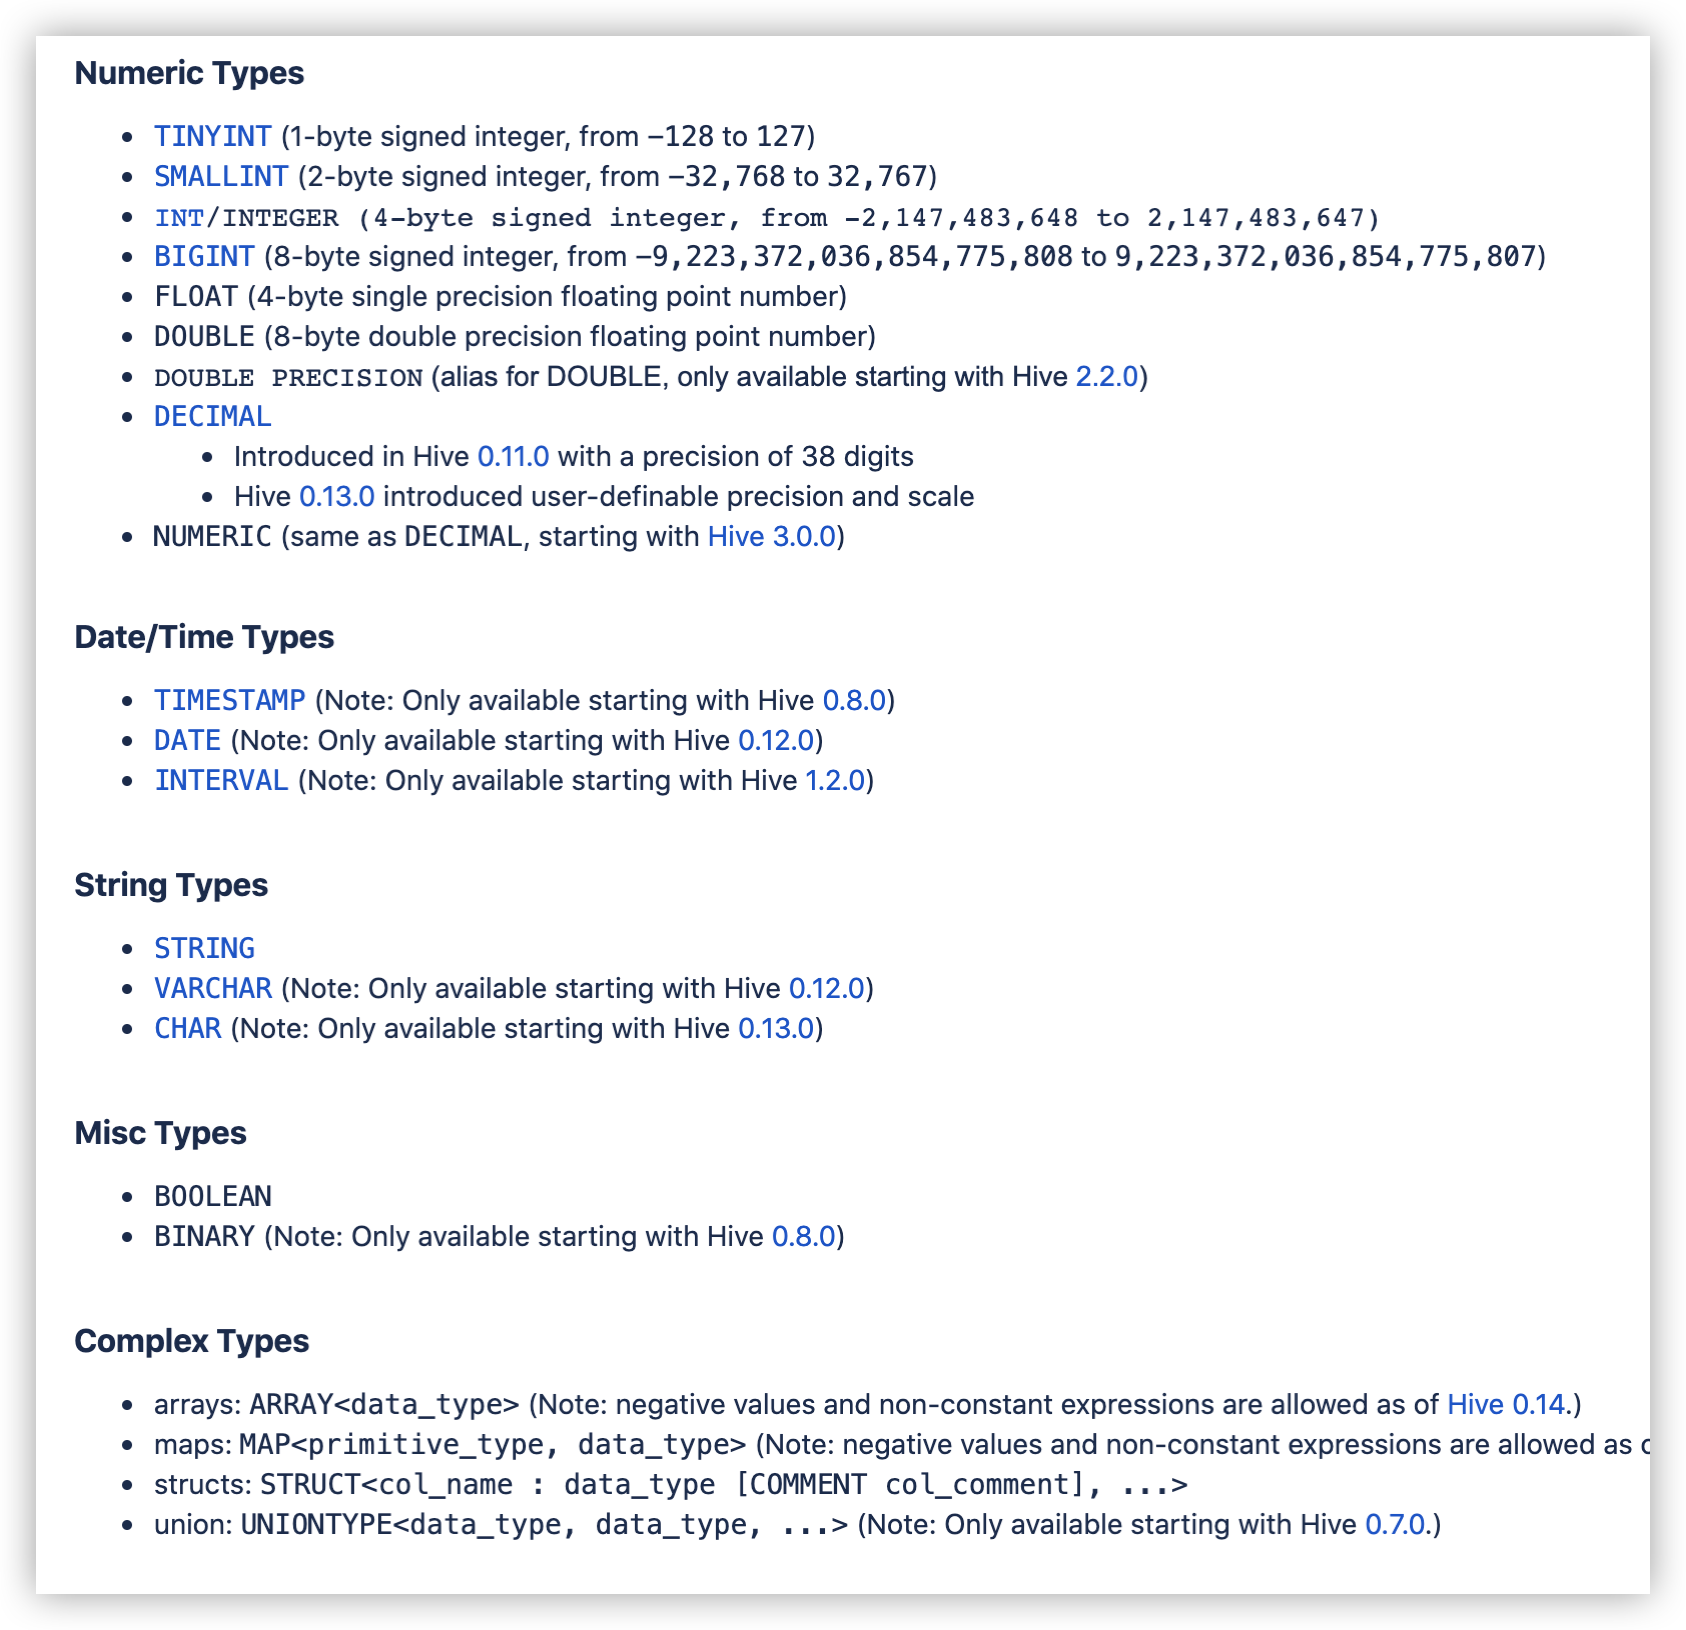 Numeric Types
• TINYINT (1-byte signed integer, from -128 to 127)
• SMALLINT (2-byte signed integer, from -32,768 to 32,767)
• INT/INTEGER (4-byte signed integer, from -2,147,483,648 to 2,147,483,647)
• BIGINT (8-byte signed integer, from -9,223,372,036,854,775,808 to 9,223,372,036,854,775,807)
• FLOAT (4-byte single precision floating point number)
• DOUBLE (8-byte double precision floating point number)
• DOUBLE PRECISION (alias for DOUBLE, only available starting with Hive 2.2.0)
• DECIMAL
• Introduced in Hive 0.11.0 with a precision of 38 digits
• Hive 0.13.0 introduced user-definable precision and scale
• NUMERIC (same as DECIMAL, starting with Hive 3.0.0)
Date/Time Types
• TIMESTAMP (Note: Only available starting with Hive 0.8.0)
• DATE (Note: Only available starting with Hive 0.12.0)
• INTERVAL (Note: Only available starting with Hive 1.2.0)
String Types
• STRING
• VARCHAR (Note: Only available starting with Hive 0.12.0)
• CHAR (Note: Only available starting with Hive 0.13.0)
Misc Types
• BOOLEAN
• BINARY (Note: Only available starting with Hive 0.8.0)
Complex Types
• arrays: ARRAY<data_type> (Note: negative values and non-constant expressions are allowed as of Hive 0.14.)
• maps: MAP<primitive_type, data_type> (Note: negative values and non-constant expressions are allowed as
• structs: STRUCT<col_name : data_type [COMMENT col_comment], ...>
• union: UNIONTYPE<data_type, data_type, ...> (Note: Only available starting with Hive 0.7.0.)